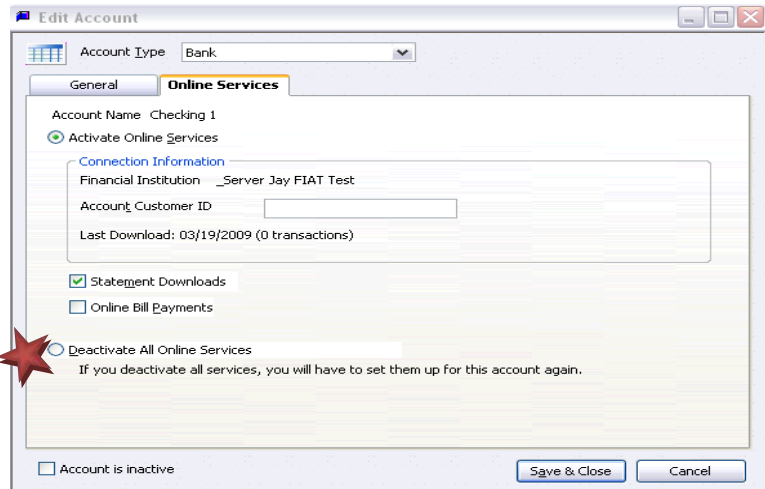 Edit Account
Account Type Bank
General Online Services
Account Name Checking 1
Activate Online Services
Connection Information
Financial Institution _Server Jay FIAT Test
Account Customer ID
Last Download: 03/19/2009 (0 transactions)
Statement Downloads
Online Bill Payments
Deactivate All Online Services
If you deactivate all services, you will have to set them up for this account again.
Account is inactive Save & Close Cancel